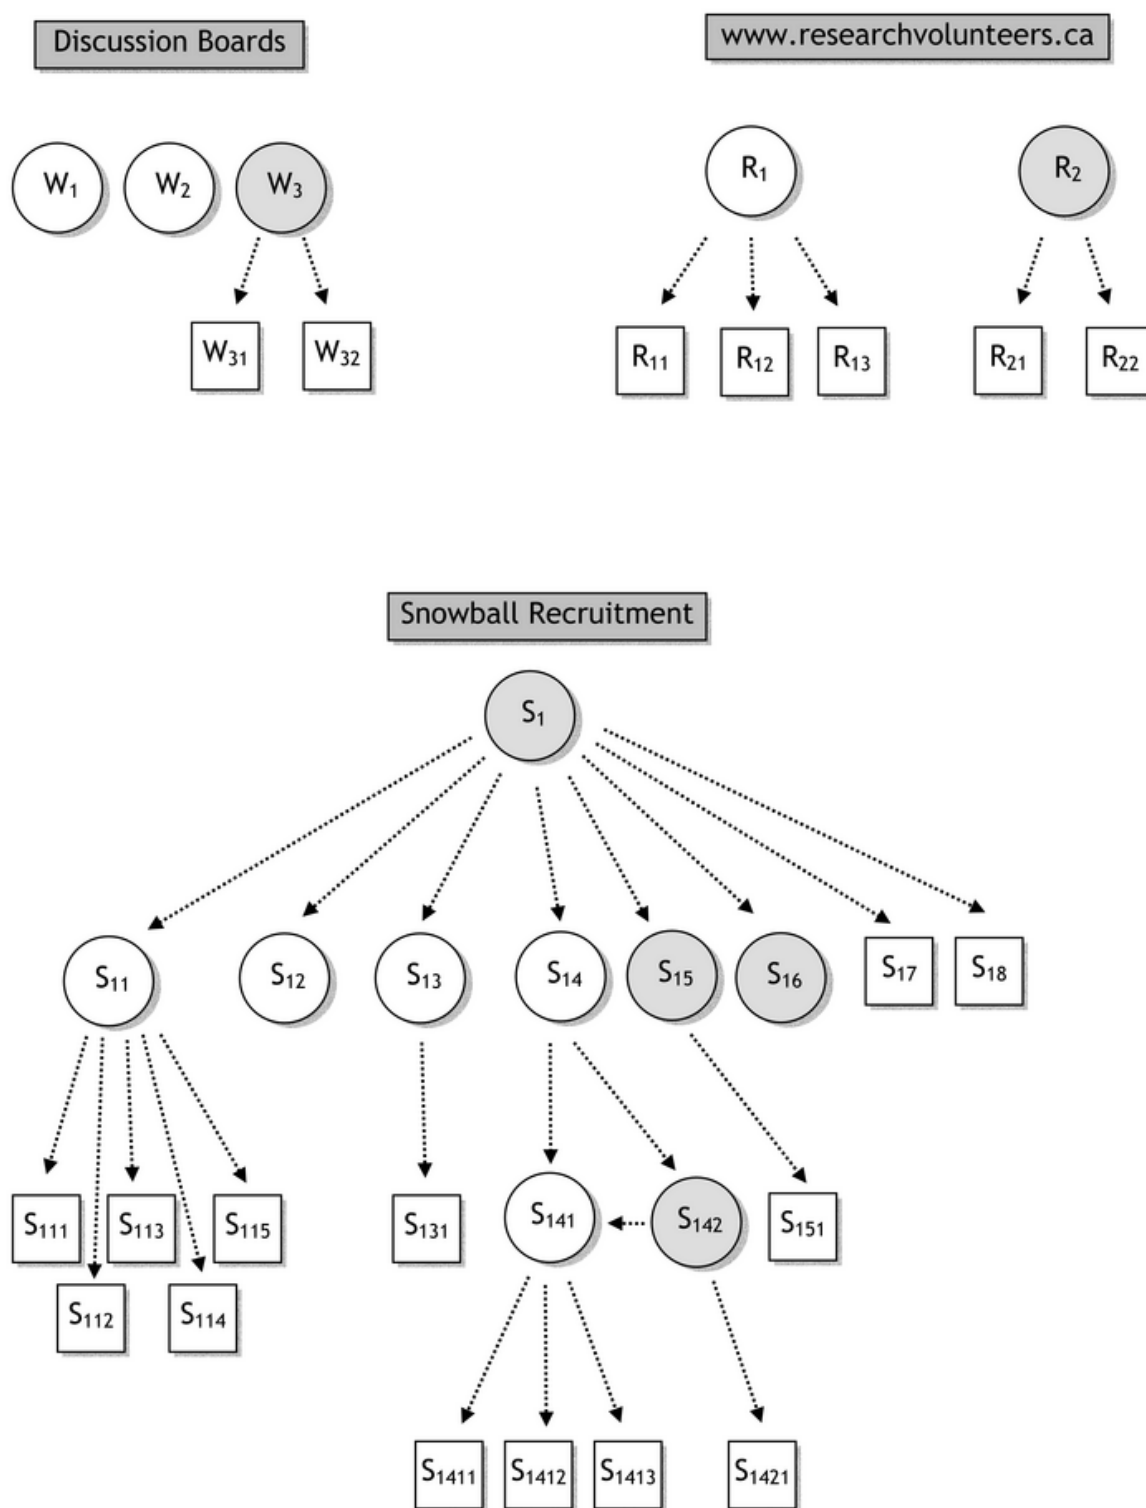 Discussion Boards
www.researchvolunteers.ca
W₁ W₂ W₃ R₁ R₂
W₃₁ W₃₂ R₁₁ R₁₂ R₁₃ R₂₁ R₂₂
Snowball Recruitment
S₁
S₁₁ S₁₂ S₁₃ S₁₄ S₁₅ S₁₆ S₁₇ S₁₈
S₁₁₁ S₁₁₃ S₁₁₅ S₁₃₁ S₁₄₁ S₁₄₂ S₁₅₁
S₁₁₂ S₁₁₄
S₁₄₁₁ S₁₄₁₂ S₁₄₁₃ S₁₄₂₁